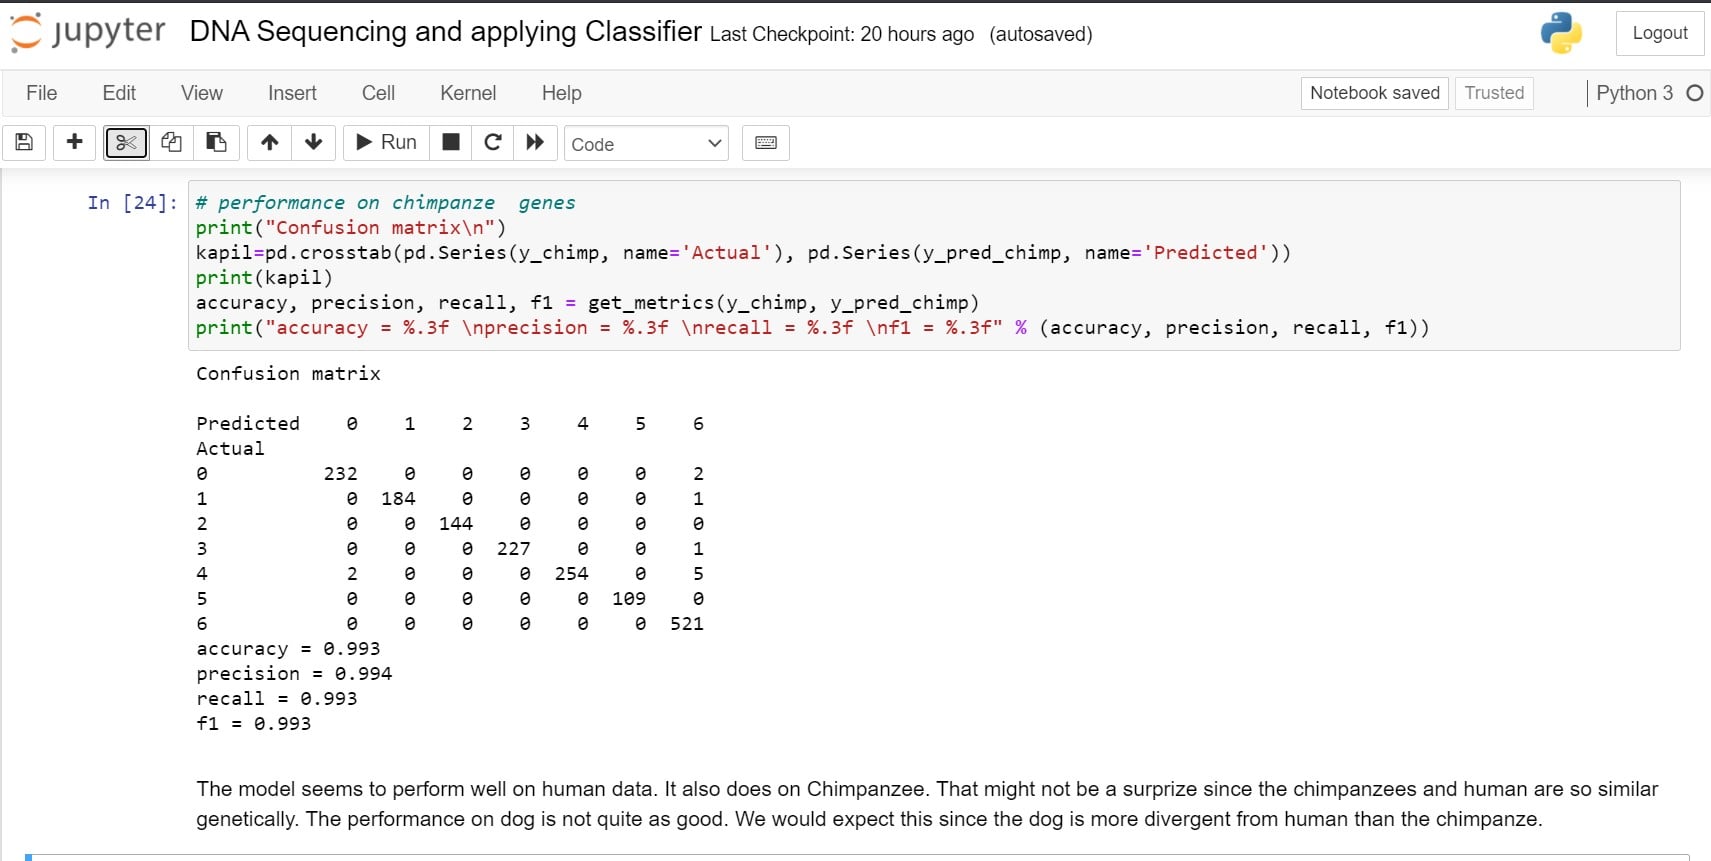 jupyter DNA Sequencing and applying Classifier Last Checkpoint: 20 hours ago (autosaved) Logout
File Edit View Insert Cell Kernel Help Notebook saved Trusted Python 3
Run Code
In [24]: # performance on chimpanze  genes
print("Confusion matrix\n")
kapil=pd.crosstab(pd.Series(y_chimp, name='Actual'), pd.Series(y_pred_chimp, name='Predicted'))
print(kapil)
accuracy, precision, recall, f1 = get_metrics(y_chimp, y_pred_chimp)
print("accuracy = %.3f \nprecision = %.3f \nrecall = %.3f \nf1 = %.3f" % (accuracy, precision, recall, f1))
Confusion matrix
Predicted    0    1    2    3    4    5    6
Actual
0          232    0    0    0    0    0    2
1            0  184    0    0    0    0    1
2            0    0  144    0    0    0    0
3            0    0    0  227    0    0    1
4            2    0    0    0  254    0    5
5            0    0    0    0    0  109    0
6            0    0    0    0    0    0  521
accuracy = 0.993
precision = 0.994
recall = 0.993
f1 = 0.993
The model seems to perform well on human data. It also does on Chimpanzee. That might not be a surprize since the chimpanzees and human are so similar
genetically. The performance on dog is not quite as good. We would expect this since the dog is more divergent from human than the chimpanze.